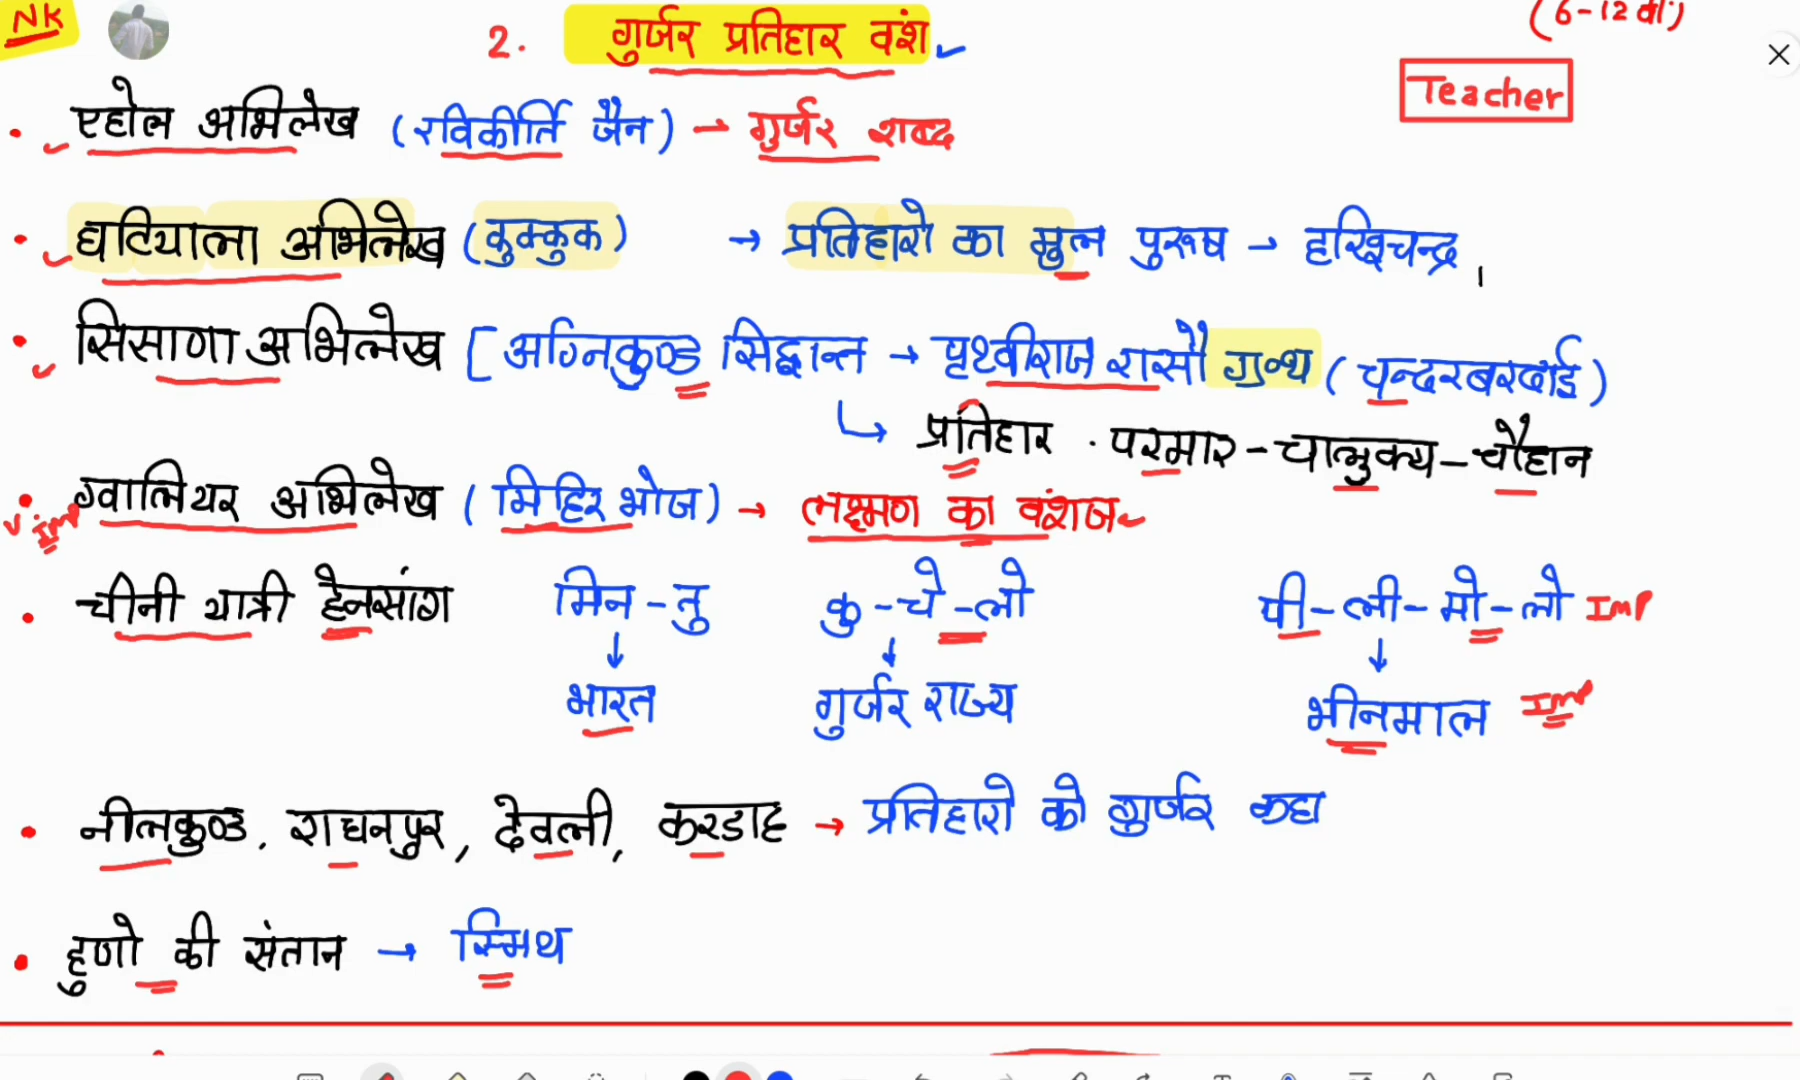 NK
2. गुर्जर प्रतिहार वंश
(6-12वी)
Teacher
• एहोल अभिलेख (रविकीर्ति जैन) → गुर्जर शब्द
• घटियाला अभिलेख (कुक्कुक) → प्रतिहारो का मुल पुरूष → हरिश्चन्द्र
• सिसाणा अभिलेख [अग्निकुण्ड सिद्धान्त → पृथ्वीराज रासौ ग्रन्थ (चन्दरबरदाई)
↳ प्रतिहार · परमार - चालुक्य - चौहान
• V.Imp ग्वालियर अभिलेख (मिहिर भोज) → लक्ष्मण का वंशज
• चीनी यात्री हेनसांग मिन-तु कु-चे-लो पी-ली-मो-लो Imp
↓ ↓ ↓
भारत गुर्जर राज्य भीनमाल Imp
• नीलकुण्ड, राधनपुर, देवली, करडाह → प्रतिहारो को गुर्जर कहा
• हुणो की संतान → स्मिथ